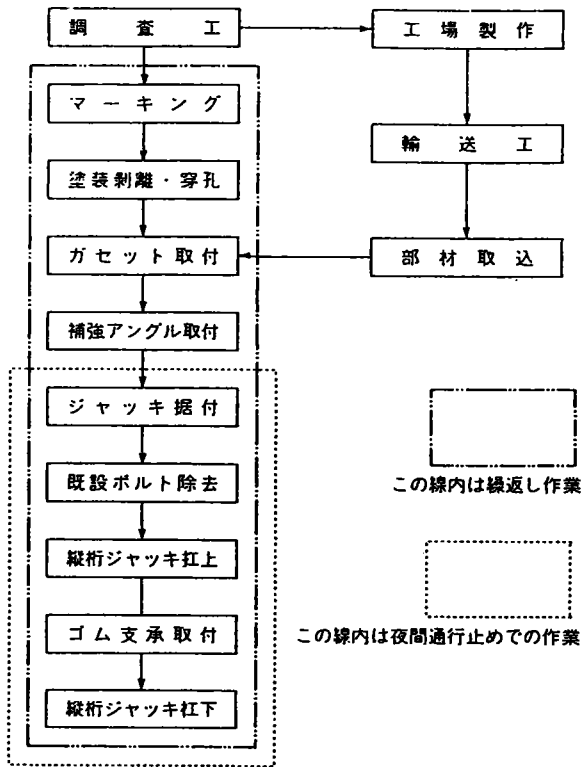 調査工
工場製作
マーキング
輸送工
塗装剥離・穿孔
ガセット取付
部材取込
補強アングル取付
ジャッキ据付
既設ボルト除去
この線内は繰返し作業
縦桁ジャッキ扛上
ゴム支承取付
この線内は夜間通行止めでの作業
縦桁ジャッキ扛下